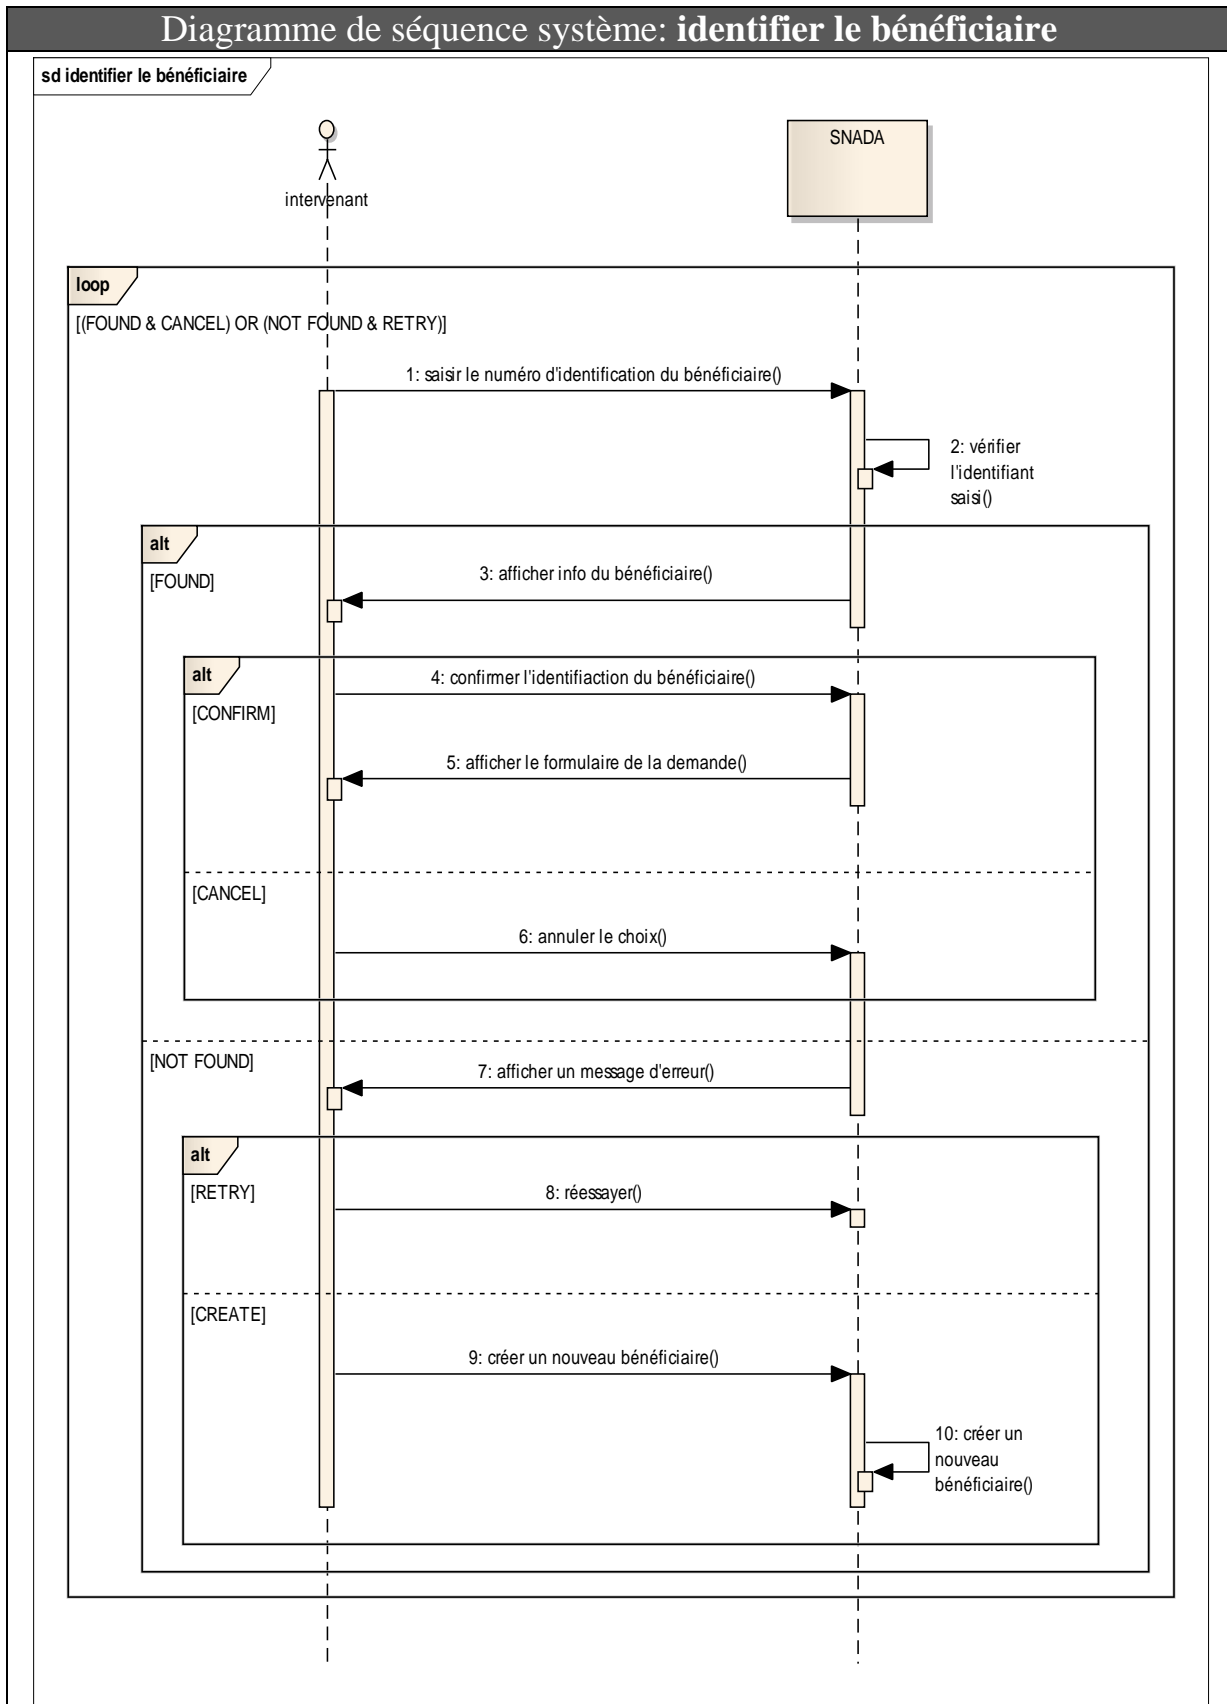 Diagramme de séquence système: identifier le bénéficiaire
sd identifier le bénéficiaire
SNADA
intervenant
loop
[(FOUND & CANCEL) OR (NOT FOUND & RETRY)]
1: saisir le numéro d'identification du bénéficiaire()
2: vérifier
l'identifiant
saisi()
alt
[FOUND]
3: afficher info du bénéficiaire()
alt
4: confirmer l'identifiaction du bénéficiaire()
[CONFIRM]
5: afficher le formulaire de la demande()
[CANCEL]
6: annuler le choix()
[NOT FOUND]
7: afficher un message d'erreur()
alt
[RETRY]
8: réessayer()
[CREATE]
9: créer un nouveau bénéficiaire()
10: créer un
nouveau
bénéficiaire()